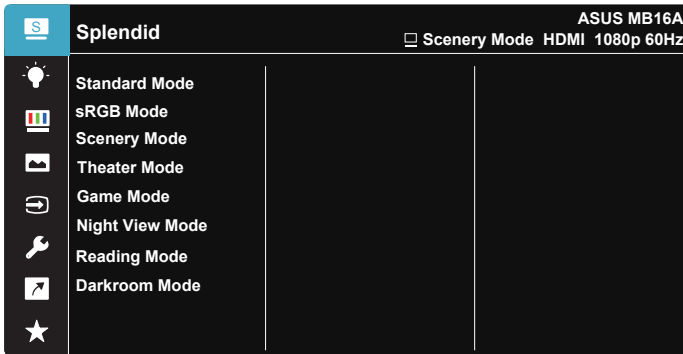 S
Splendid
ASUS MB16A
Scenery Mode HDMI 1080p 60Hz
Standard Mode
sRGB Mode
Scenery Mode
Theater Mode
Game Mode
Night View Mode
Reading Mode
Darkroom Mode